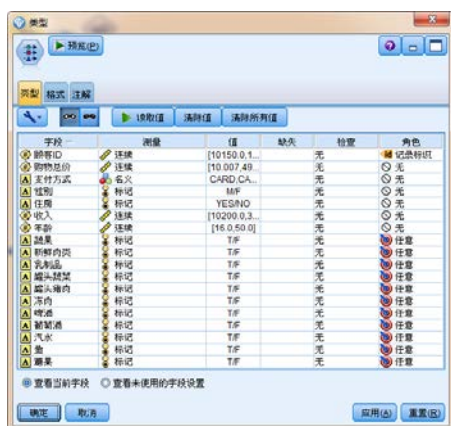 类型
预览(P)
类型 格式 注解
读取值 清除值 清除所有值
字段 测量 值 缺失 检查 角色
顾客ID 连续 [10150.0,1... 无 记录标识
购物总价 连续 [10.007,49... 无 无
支付方式 名义 CARD,CA... 无 无
性别 标记 M/F 无 无
住房 标记 YES/NO 无 无
收入 连续 [10200.0,3... 无 无
年龄 连续 [16.0,50.0] 无 无
蔬果 标记 T/F 无 任意
新鲜肉类 标记 T/F 无 任意
乳制品 标记 T/F 无 任意
罐头蔬菜 标记 T/F 无 任意
罐头猪肉 标记 T/F 无 任意
冻肉 标记 T/F 无 任意
啤酒 标记 T/F 无 任意
葡萄酒 标记 T/F 无 任意
汽水 标记 T/F 无 任意
鱼 标记 T/F 无 任意
糖果 标记 T/F 无 任意
查看当前字段 查看未使用的字段设置
确定 取消 应用(A) 重置(R)